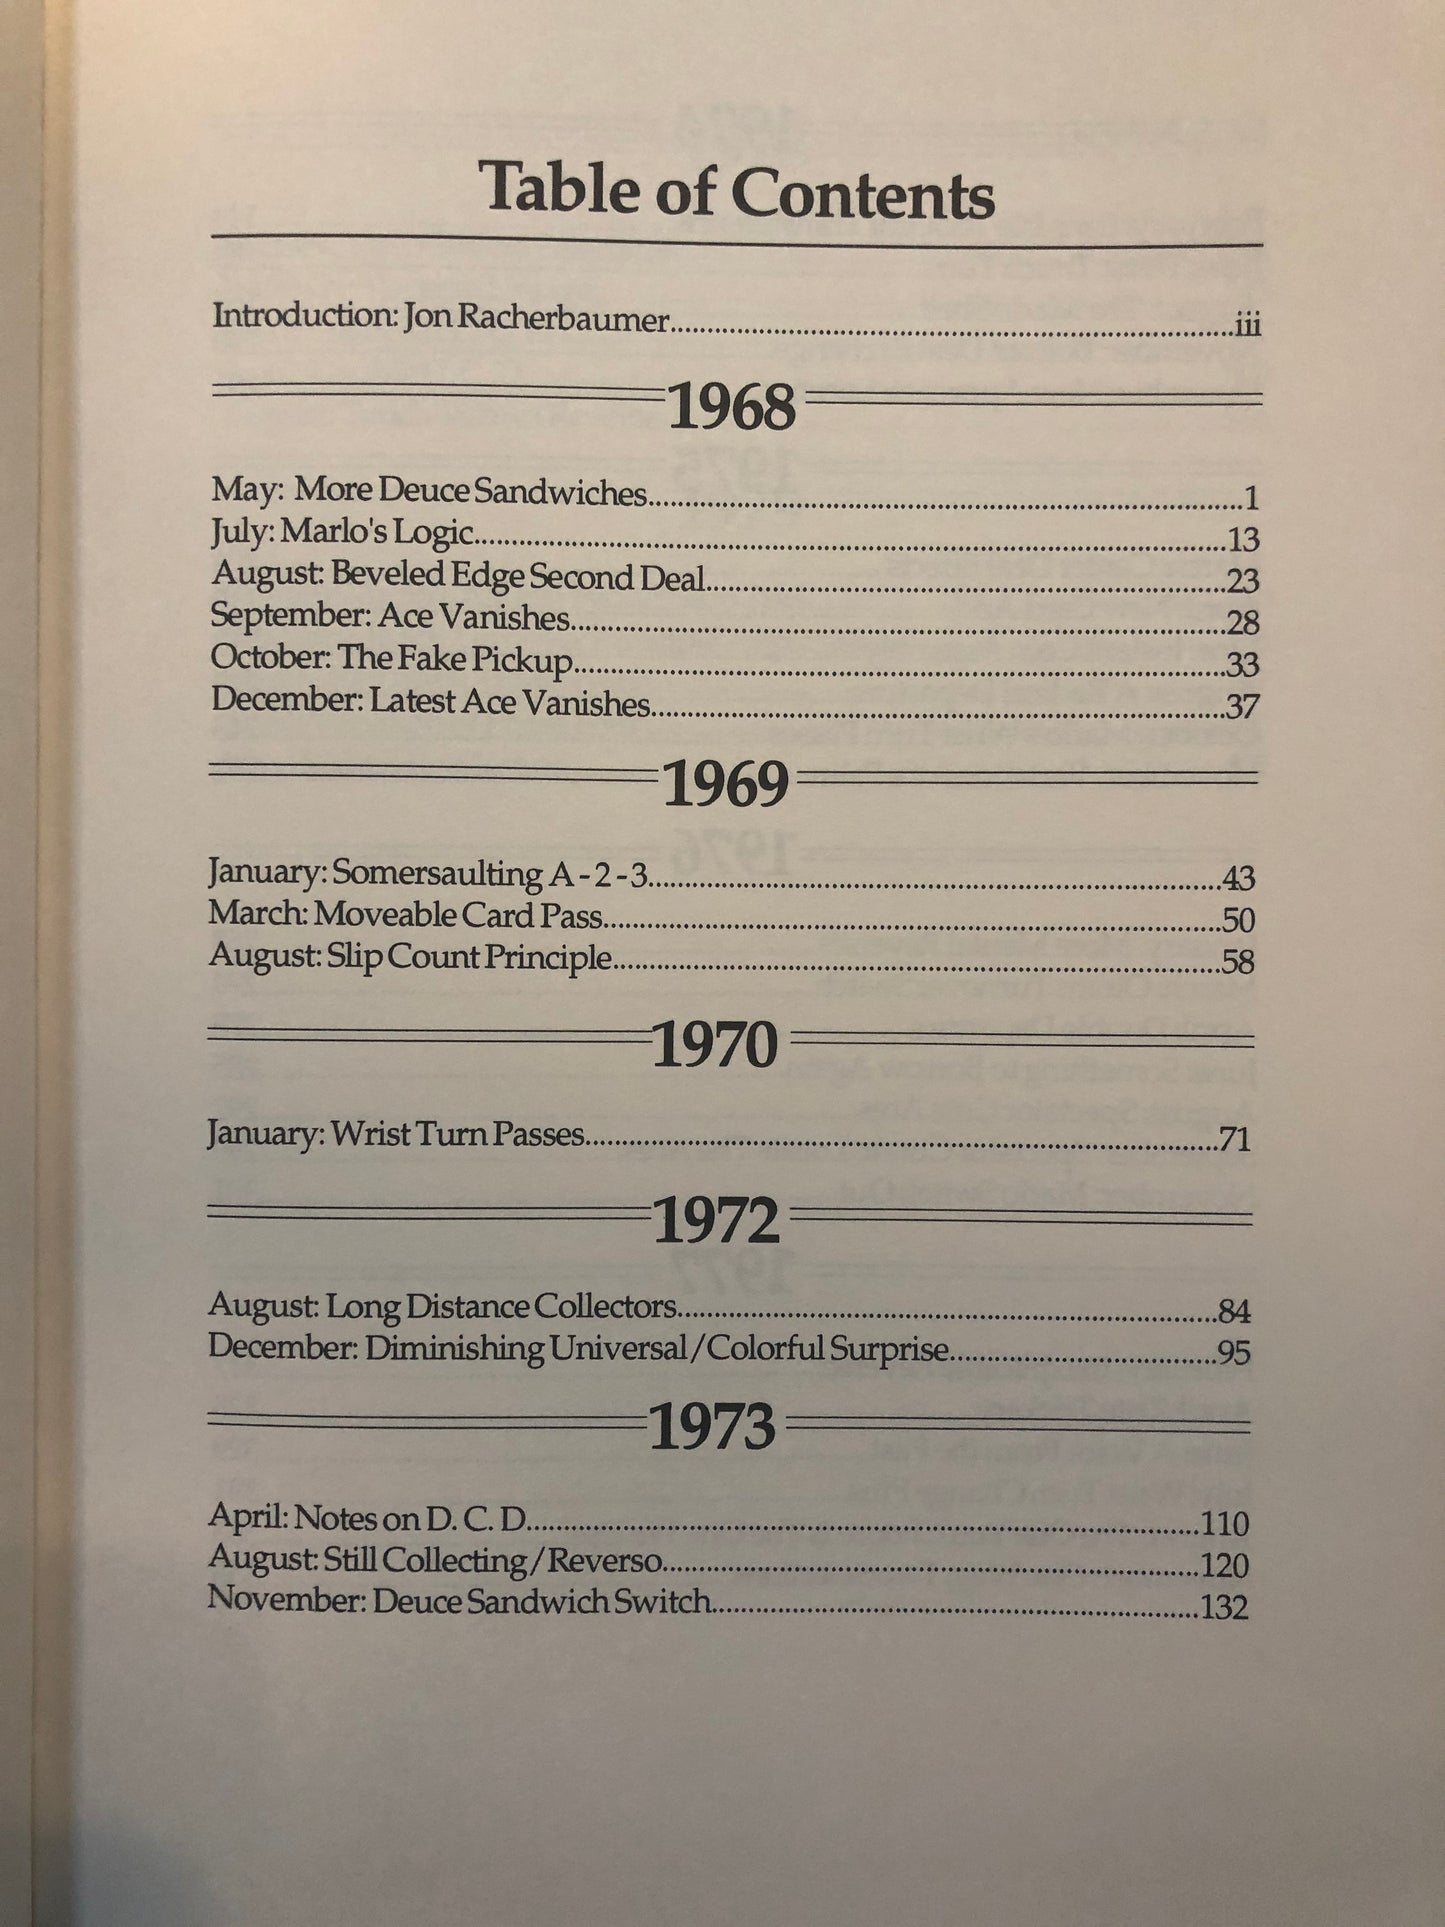 Table of Contents
Introduction: Jon Racherbaumer....................iii
1968
May: More Deuce Sandwiches....................1
July: Marlo's Logic....................13
August: Beveled Edge Second Deal....................23
September: Ace Vanishes....................28
October: The Fake Pickup....................33
December: Latest Ace Vanishes....................37
1969
January: Somersaulting A - 2 - 3....................43
March: Moveable Card Pass....................50
August: Slip Count Principle....................58
1970
January: Wrist Turn Passes....................71
1972
August: Long Distance Collectors....................84
December: Diminishing Universal/Colorful Surprise....................95
1973
April: Notes on D. C. D....................110
August: Still Collecting/Reverso....................120
November: Deuce Sandwich Switch....................132